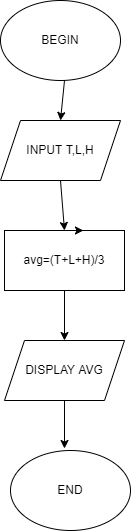 BEGIN
INPUT T,L,H
avg=(T+L+H)/3
DISPLAY AVG
END